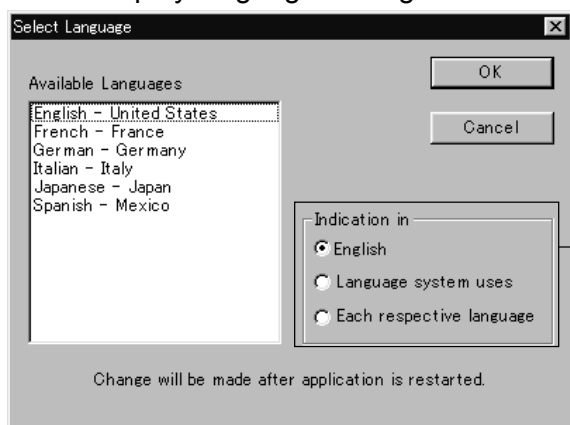 Select Language
OK
Available Languages
English - United States
French - France
German - Germany
Italian - Italy
Japanese - Japan
Spanish - Mexico
Cancel
Indication in
English
Language system uses
Each respective language
Change will be made after application is restarted.